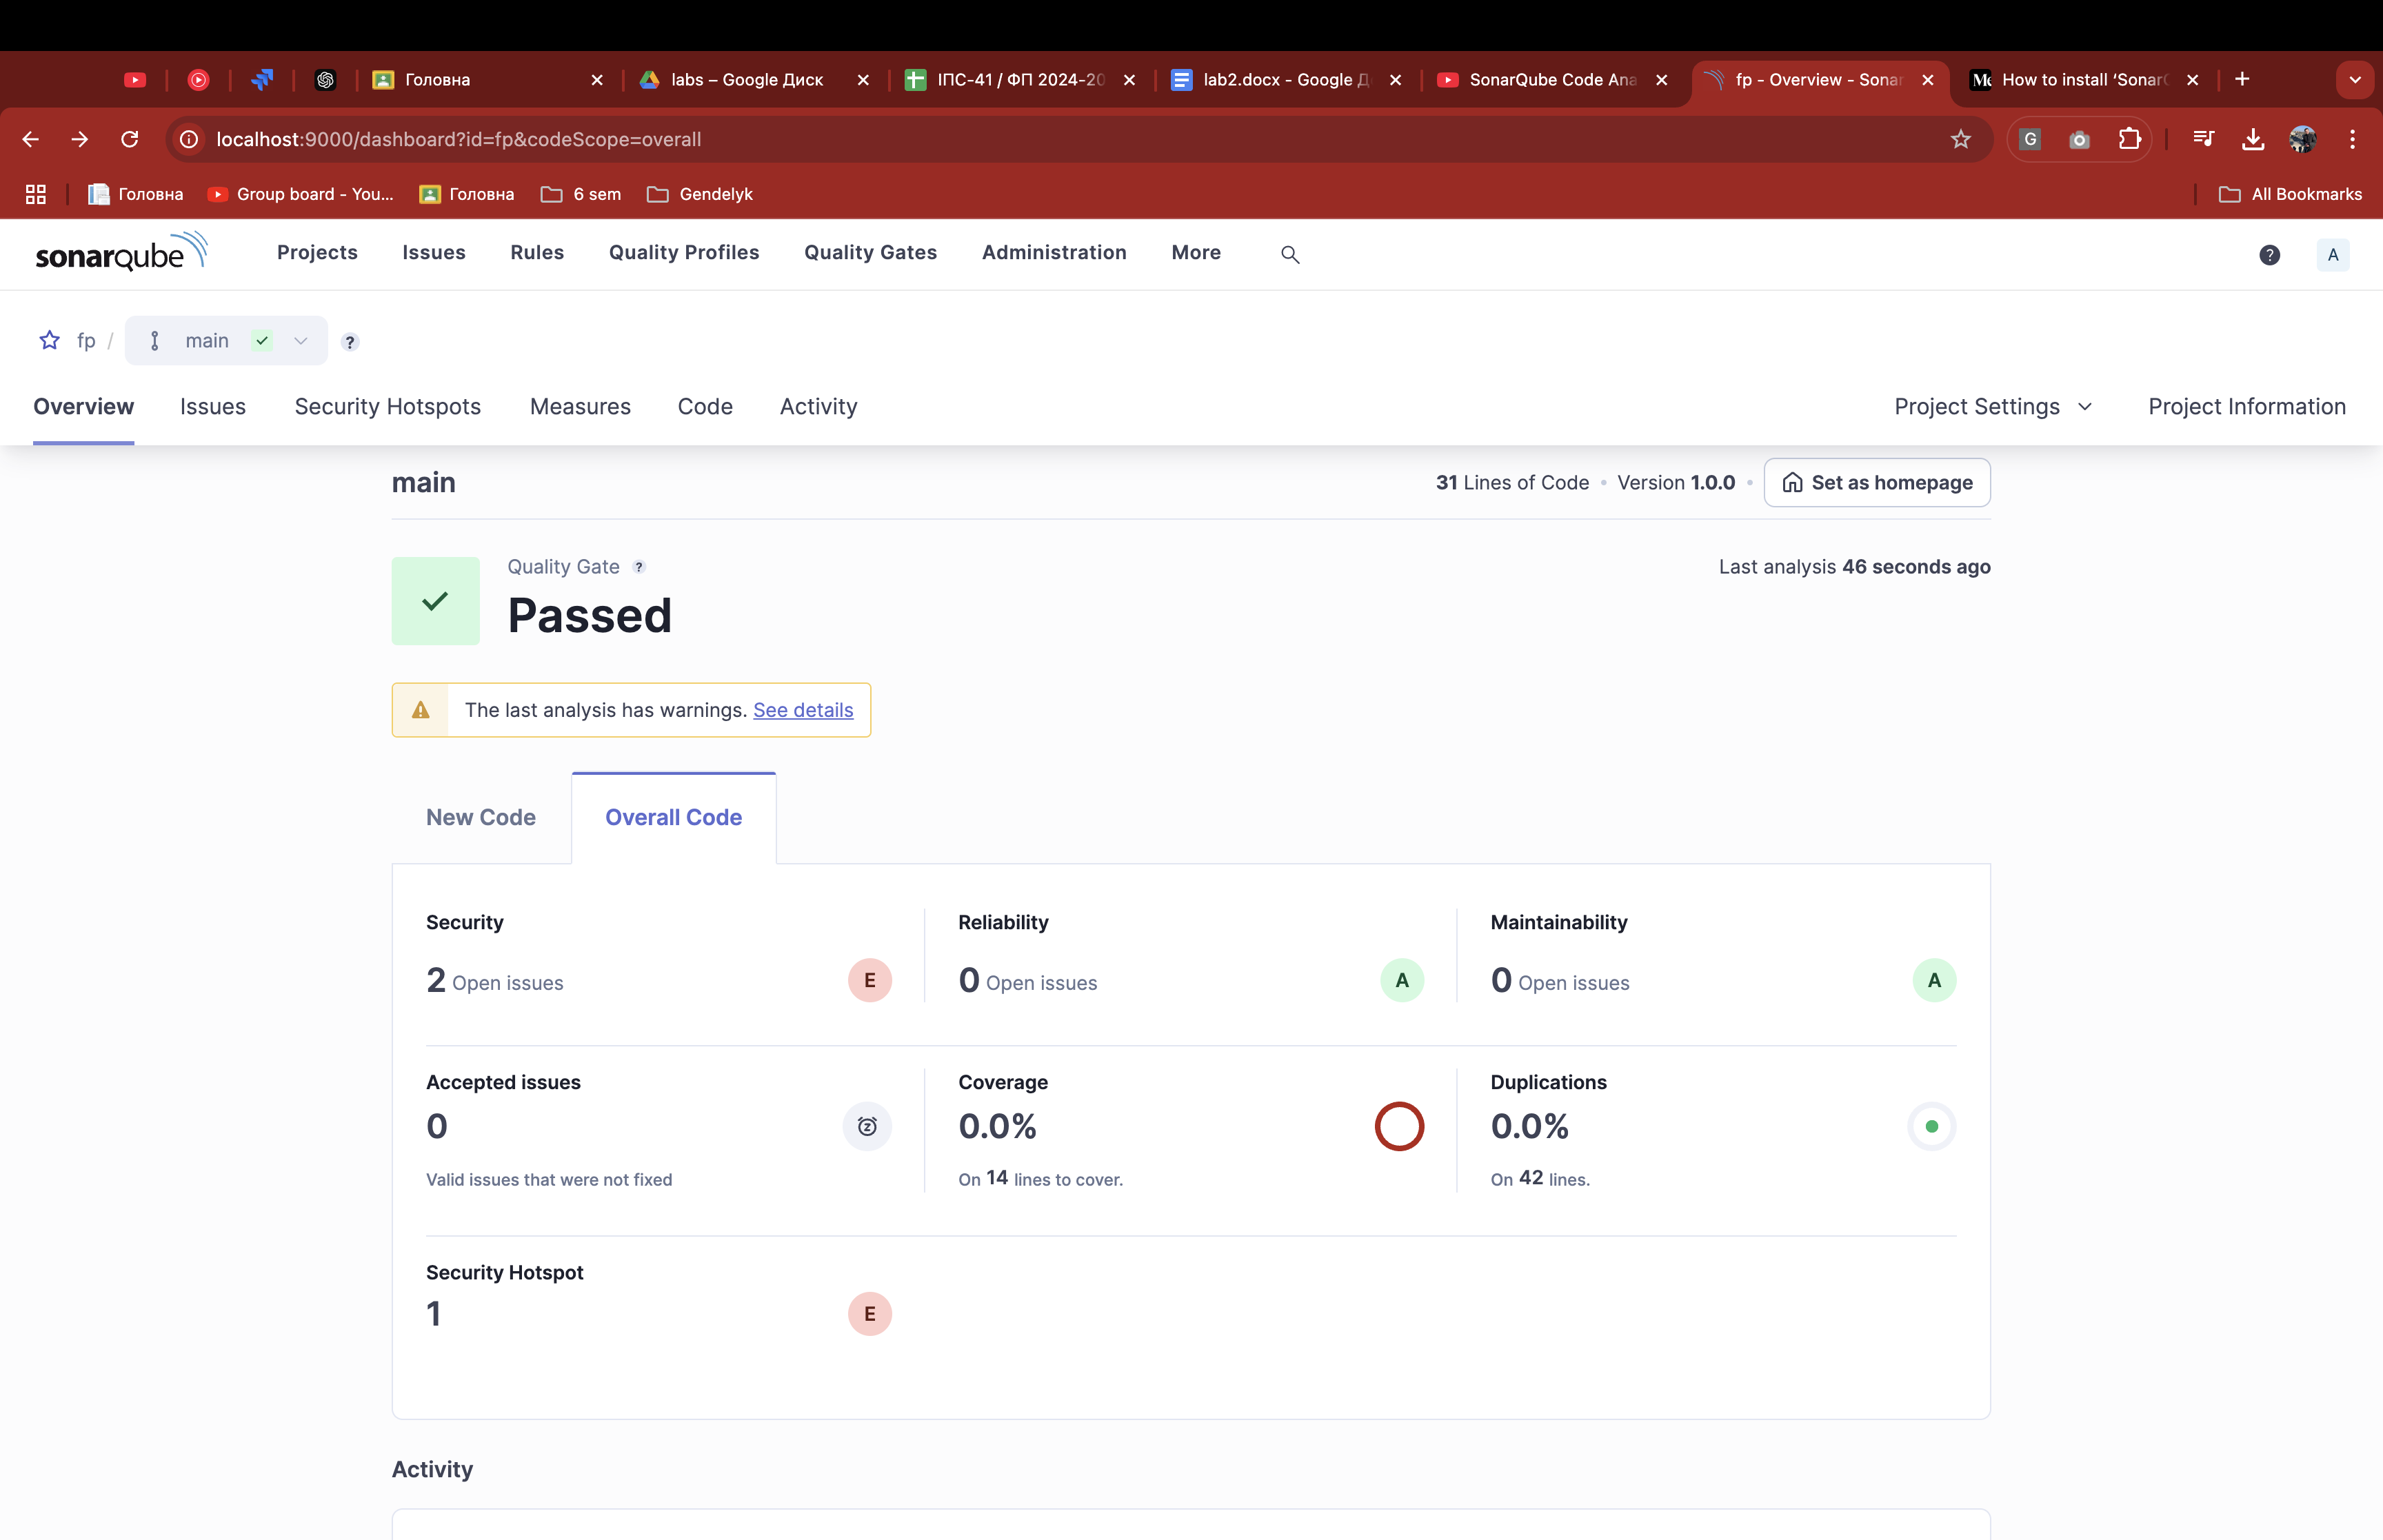 Головна
labs – Google Диск
ІПС-41 / ФП 2024-20
lab2.docx - Google Д
SonarQube Code Ana
fp - Overview - Sonar
How to install ‘SonarQ
localhost:9000/dashboard?id=fp&codeScope=overall
G
Головна
Group board - You...
Головна
6 sem
Gendelyk
All Bookmarks
sonarqube
Projects
Issues
Rules
Quality Profiles
Quality Gates
Administration
More
?
A
fp /
main
?
Overview
Issues
Security Hotspots
Measures
Code
Activity
Project Settings
Project Information
main
31 Lines of Code • Version 1.0.0 •
Set as homepage
Quality Gate ?
Passed
Last analysis 46 seconds ago
The last analysis has warnings. See details
New Code
Overall Code
Security
2 Open issues
E
Reliability
0 Open issues
A
Maintainability
0 Open issues
A
Accepted issues
0
Valid issues that were not fixed
Coverage
0.0%
On 14 lines to cover.
Duplications
0.0%
On 42 lines.
Security Hotspot
1
E
Activity